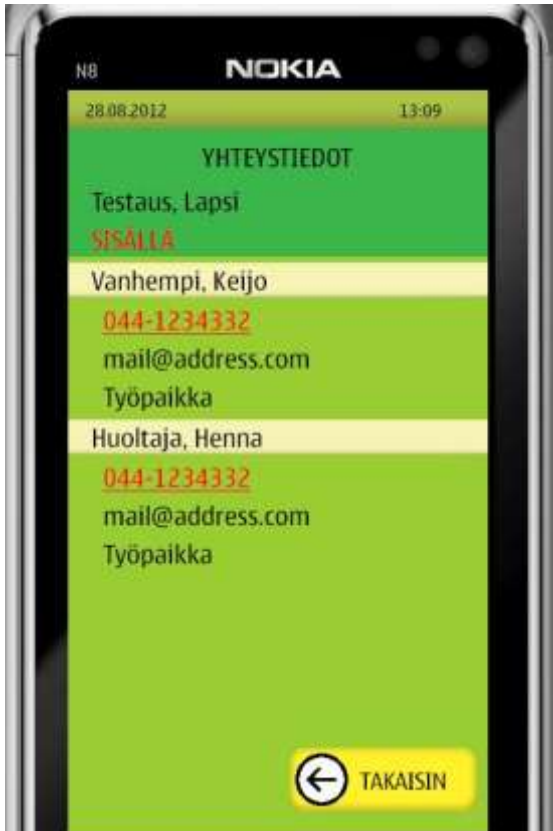 N8
NOKIA
28.08.2012 13:09
YHTEYSTIEDOT
Testaus, Lapsi
SISÄLLÄ
Vanhempi, Keijo
044-1234332
mail@address.com
Työpaikka
Huoltaja, Henna
044-1234332
mail@address.com
Työpaikka
TAKAISIN